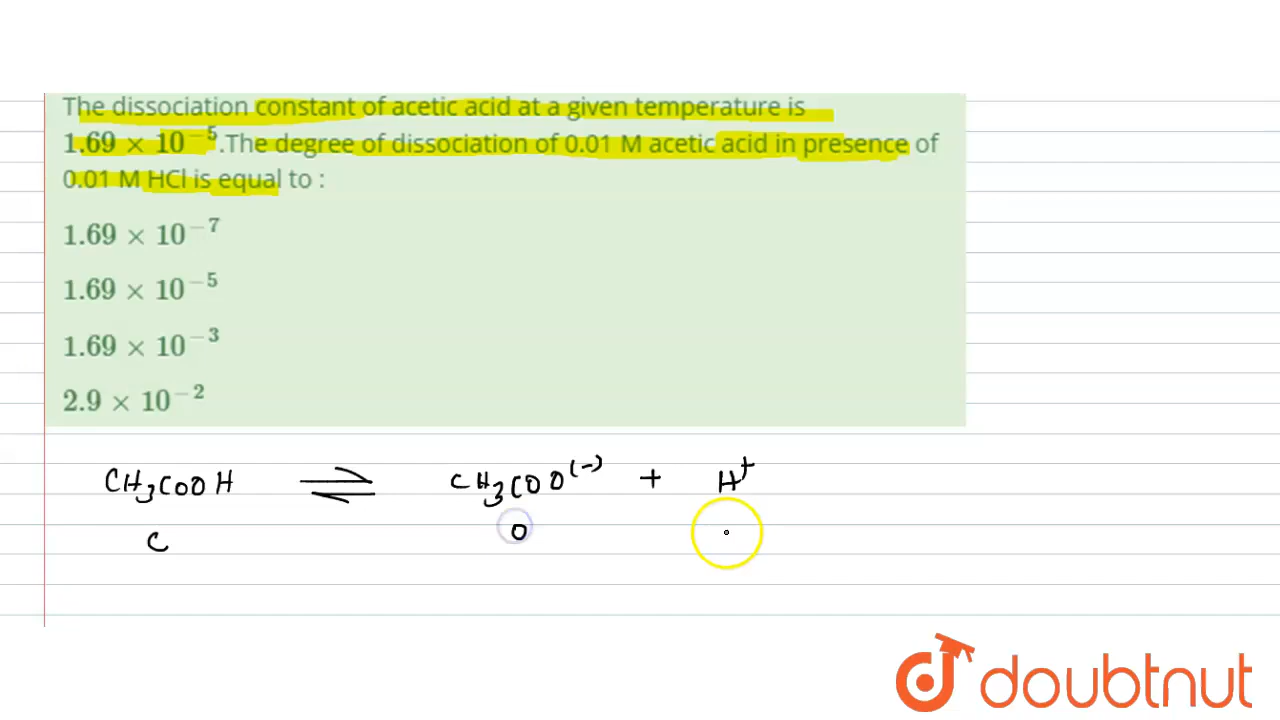 The dissociation constant of acetic acid at a given temperature is
1.69 × 10⁻⁵.The degree of dissociation of 0.01 M acetic acid in presence of
0.01 M HCl is equal to :
1.69 × 10⁻⁷
1.69 × 10⁻⁵
1.69 × 10⁻³
2.9 × 10⁻²
CH₃COOH ⇌ CH₃COO⁽⁻⁾ + H⁺
C 0
doubtnut